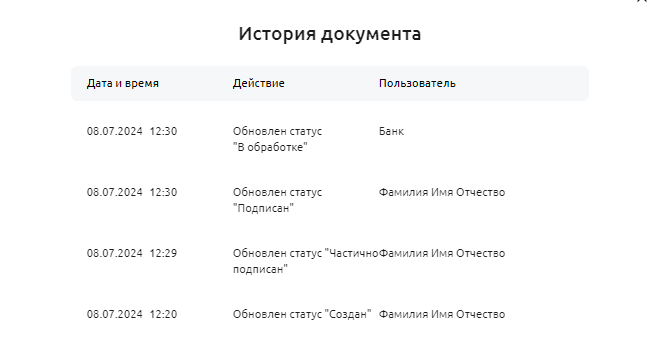 История документа
Дата и время Действие Пользователь
08.07.2024 12:30 Обновлен статус Банк
"В обработке"
08.07.2024 12:30 Обновлен статус Фамилия Имя Отчество
"Подписан"
08.07.2024 12:29 Обновлен статус "Частично Фамилия Имя Отчество
подписан"
08.07.2024 12:20 Обновлен статус "Создан" Фамилия Имя Отчество